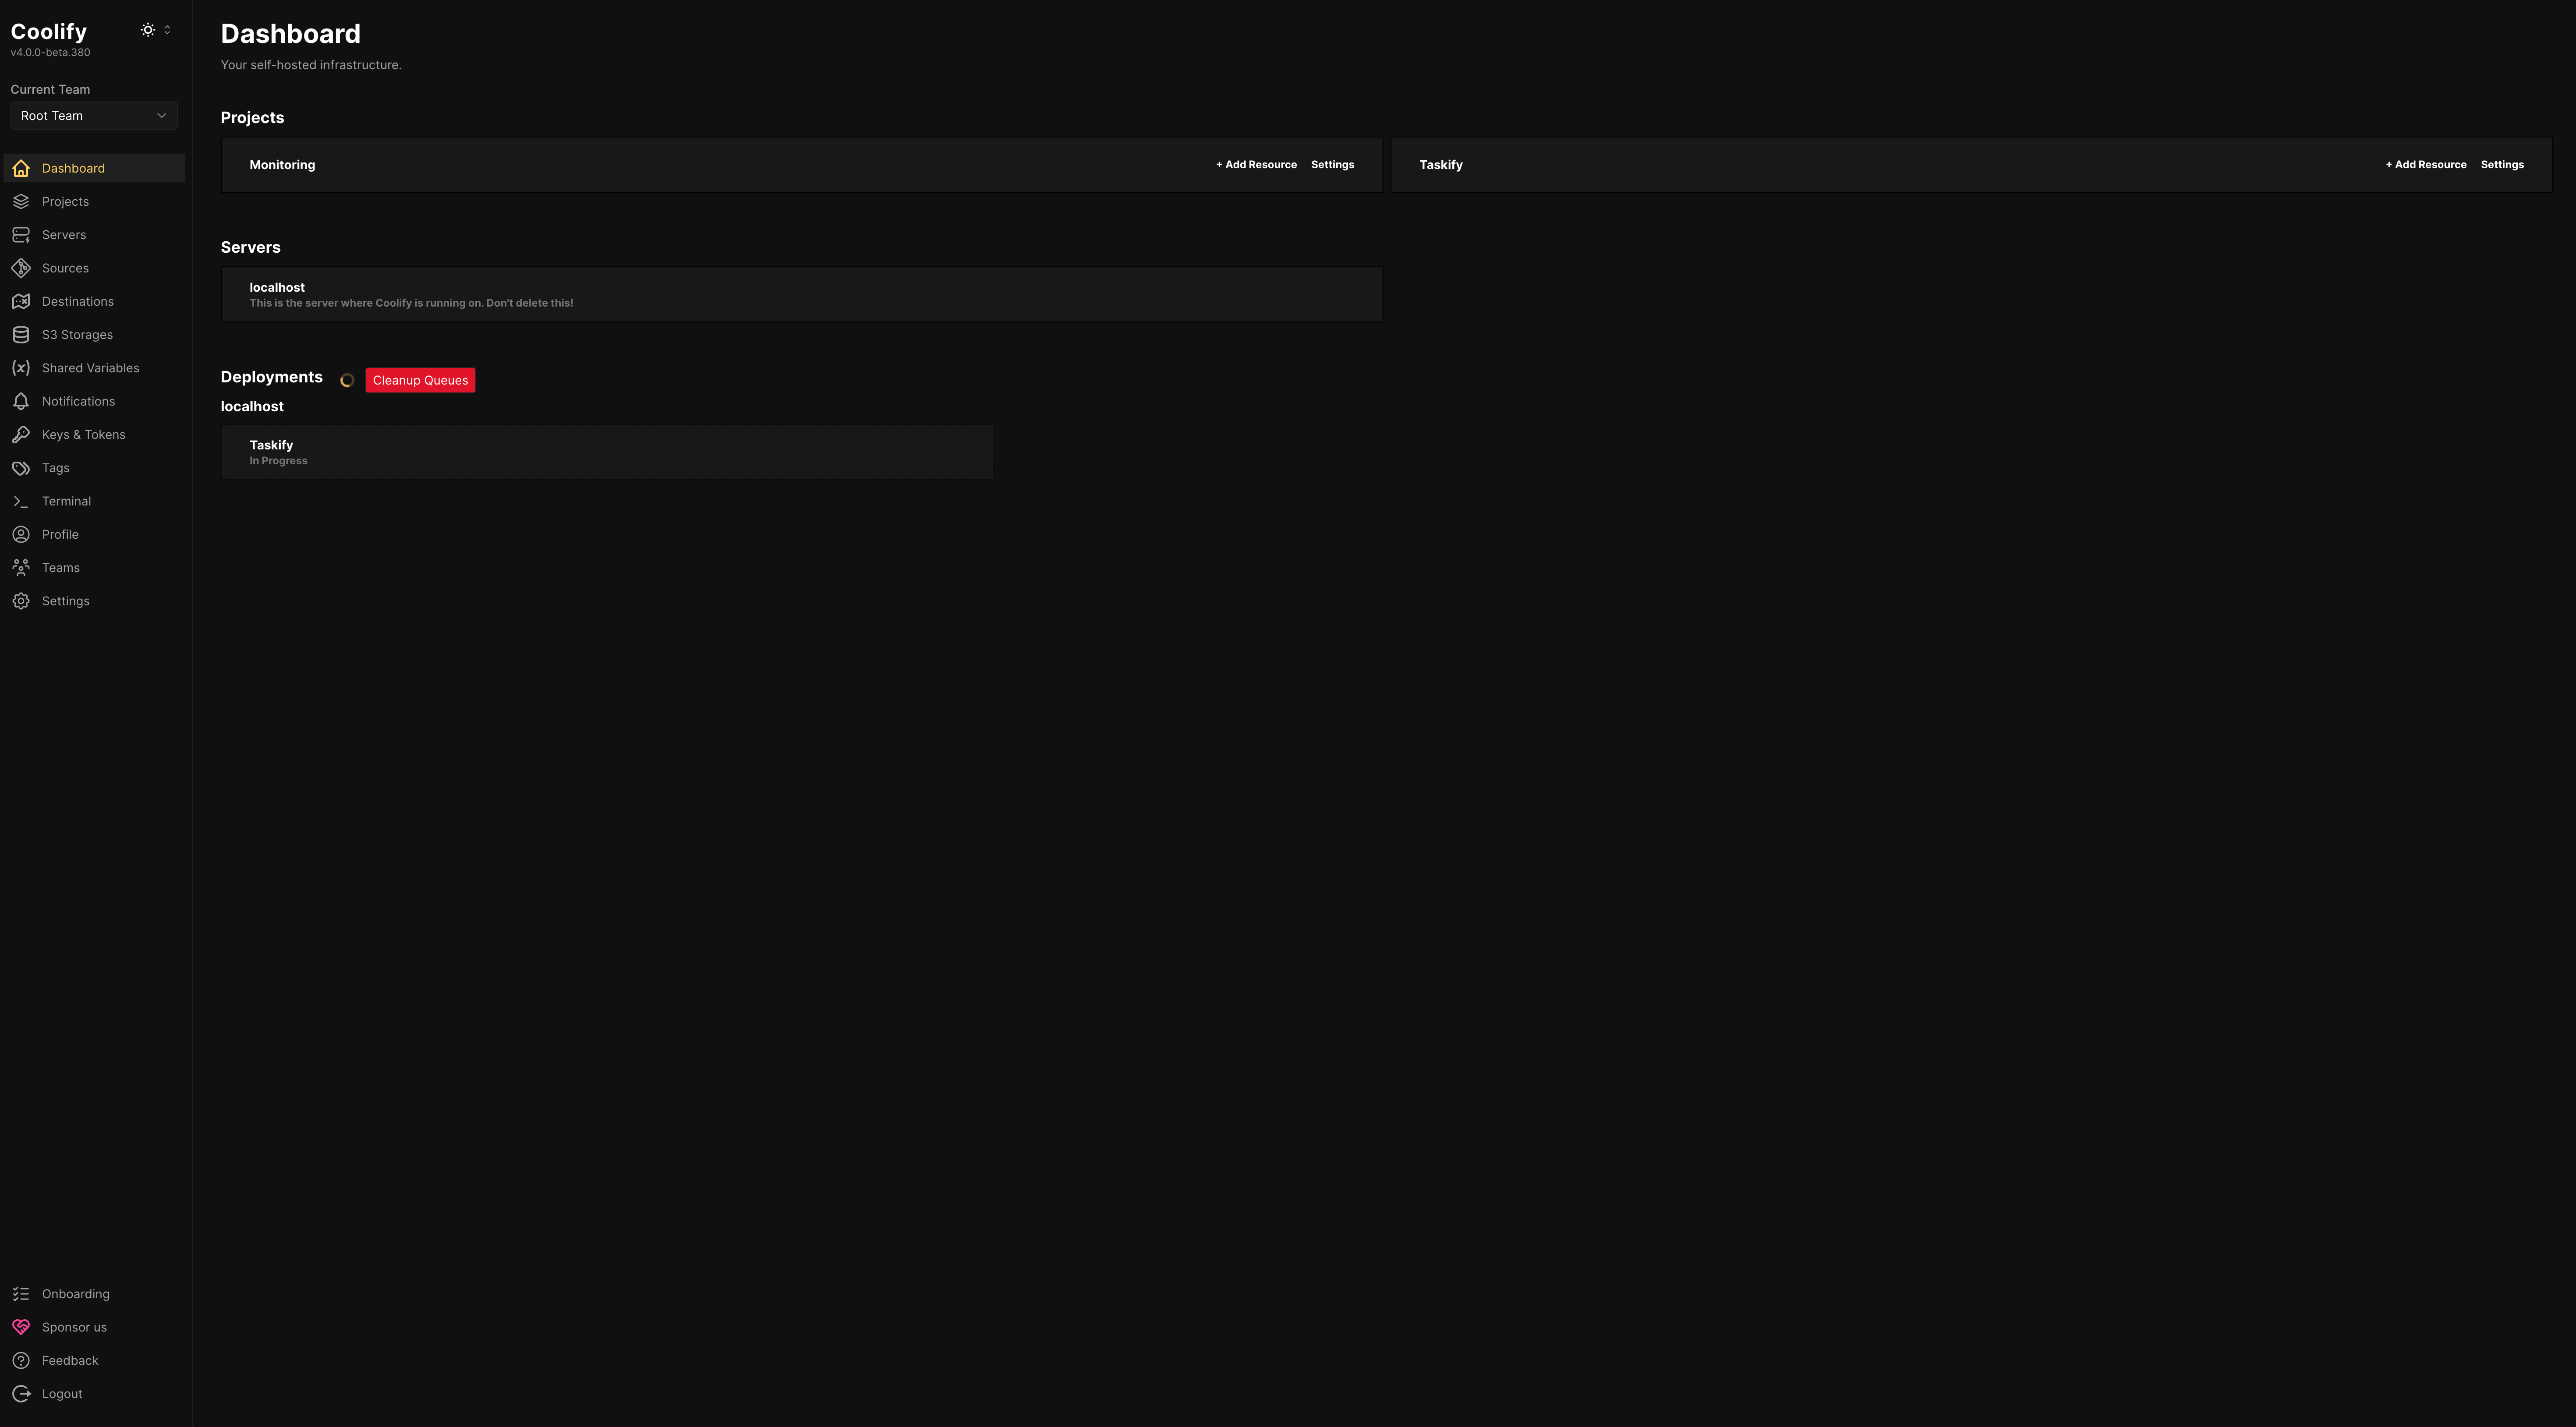 Coolify
v4.0.0-beta.380
Current Team
Root Team
Dashboard
Projects
Servers
Sources
Destinations
S3 Storages
Shared Variables
Notifications
Keys & Tokens
Tags
Terminal
Profile
Teams
Settings
Onboarding
Sponsor us
Feedback
Logout
Dashboard
Your self-hosted infrastructure.
Projects
Monitoring + Add Resource Settings
Taskify + Add Resource Settings
Servers
localhost
This is the server where Coolify is running on. Don't delete this!
Deployments Cleanup Queues
localhost
Taskify
In Progress